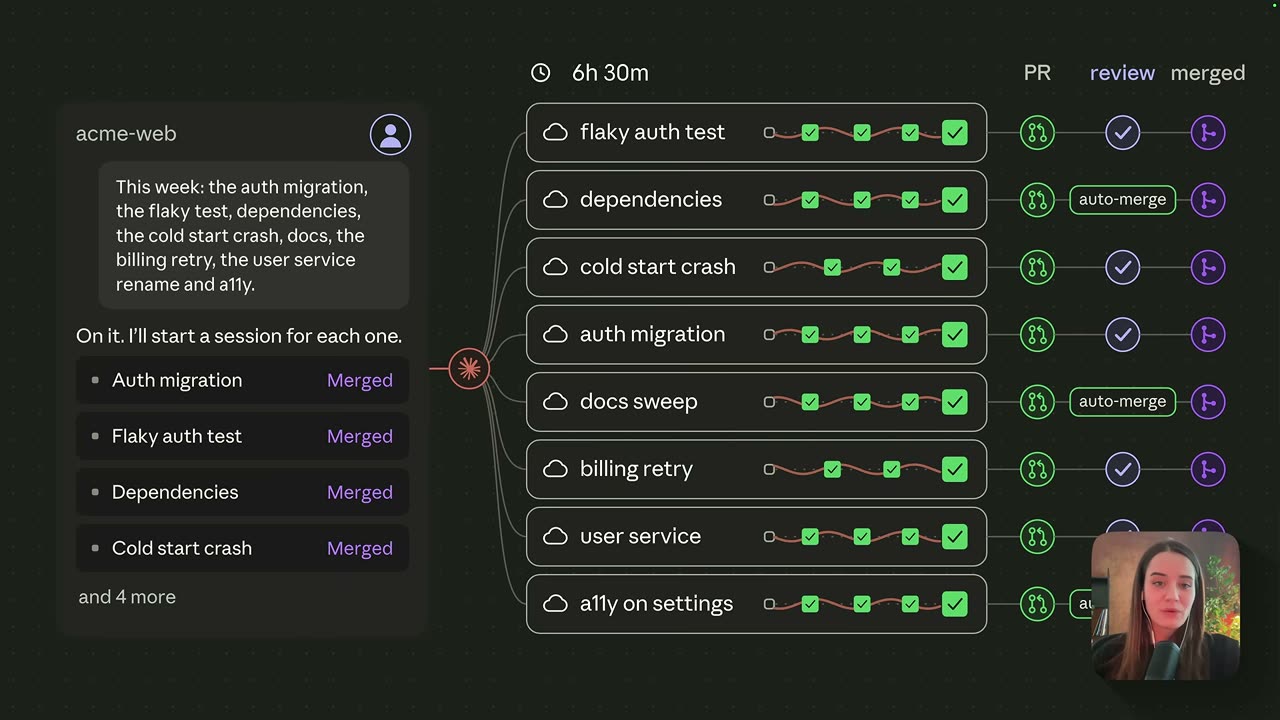 6h 30m
PR review merged
acme-web
This week: the auth migration,
the flaky test, dependencies,
the cold start crash, docs, the
billing retry, the user service
rename and a11y.
On it. I'll start a session for each one.
Auth migration Merged
Flaky auth test Merged
Dependencies Merged
Cold start crash Merged
and 4 more
flaky auth test
dependencies auto-merge
cold start crash
auth migration
docs sweep auto-merge
billing retry
user service
a11y on settings